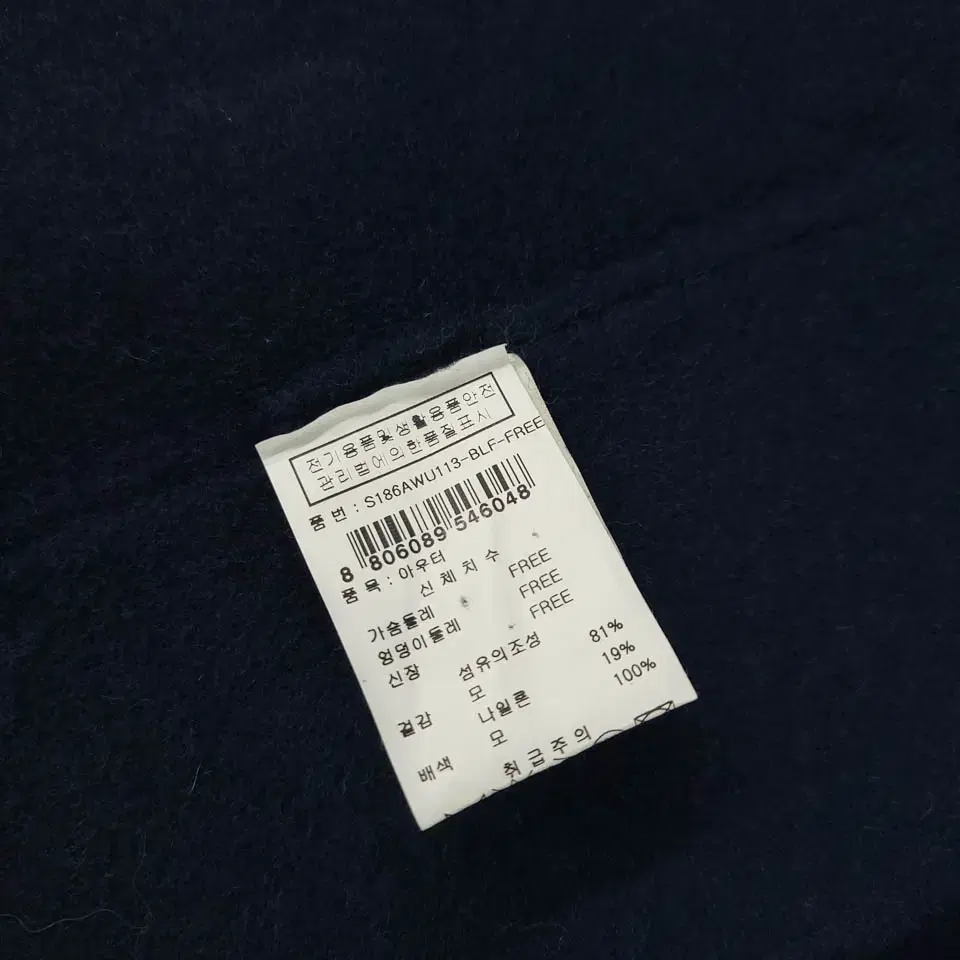 전기용품및생활용품안전
관리법에의한품질표시
품 번 : S186AWU113-BLF-FREE
8 806089 546048
품 목 : 아우터
신 체 치 수
가슴둘레 FREE
엉덩이둘레 FREE
신장 FREE
섬유의조성
겉감 모 81%
나일론 19%
배색 모 100%
취급주의